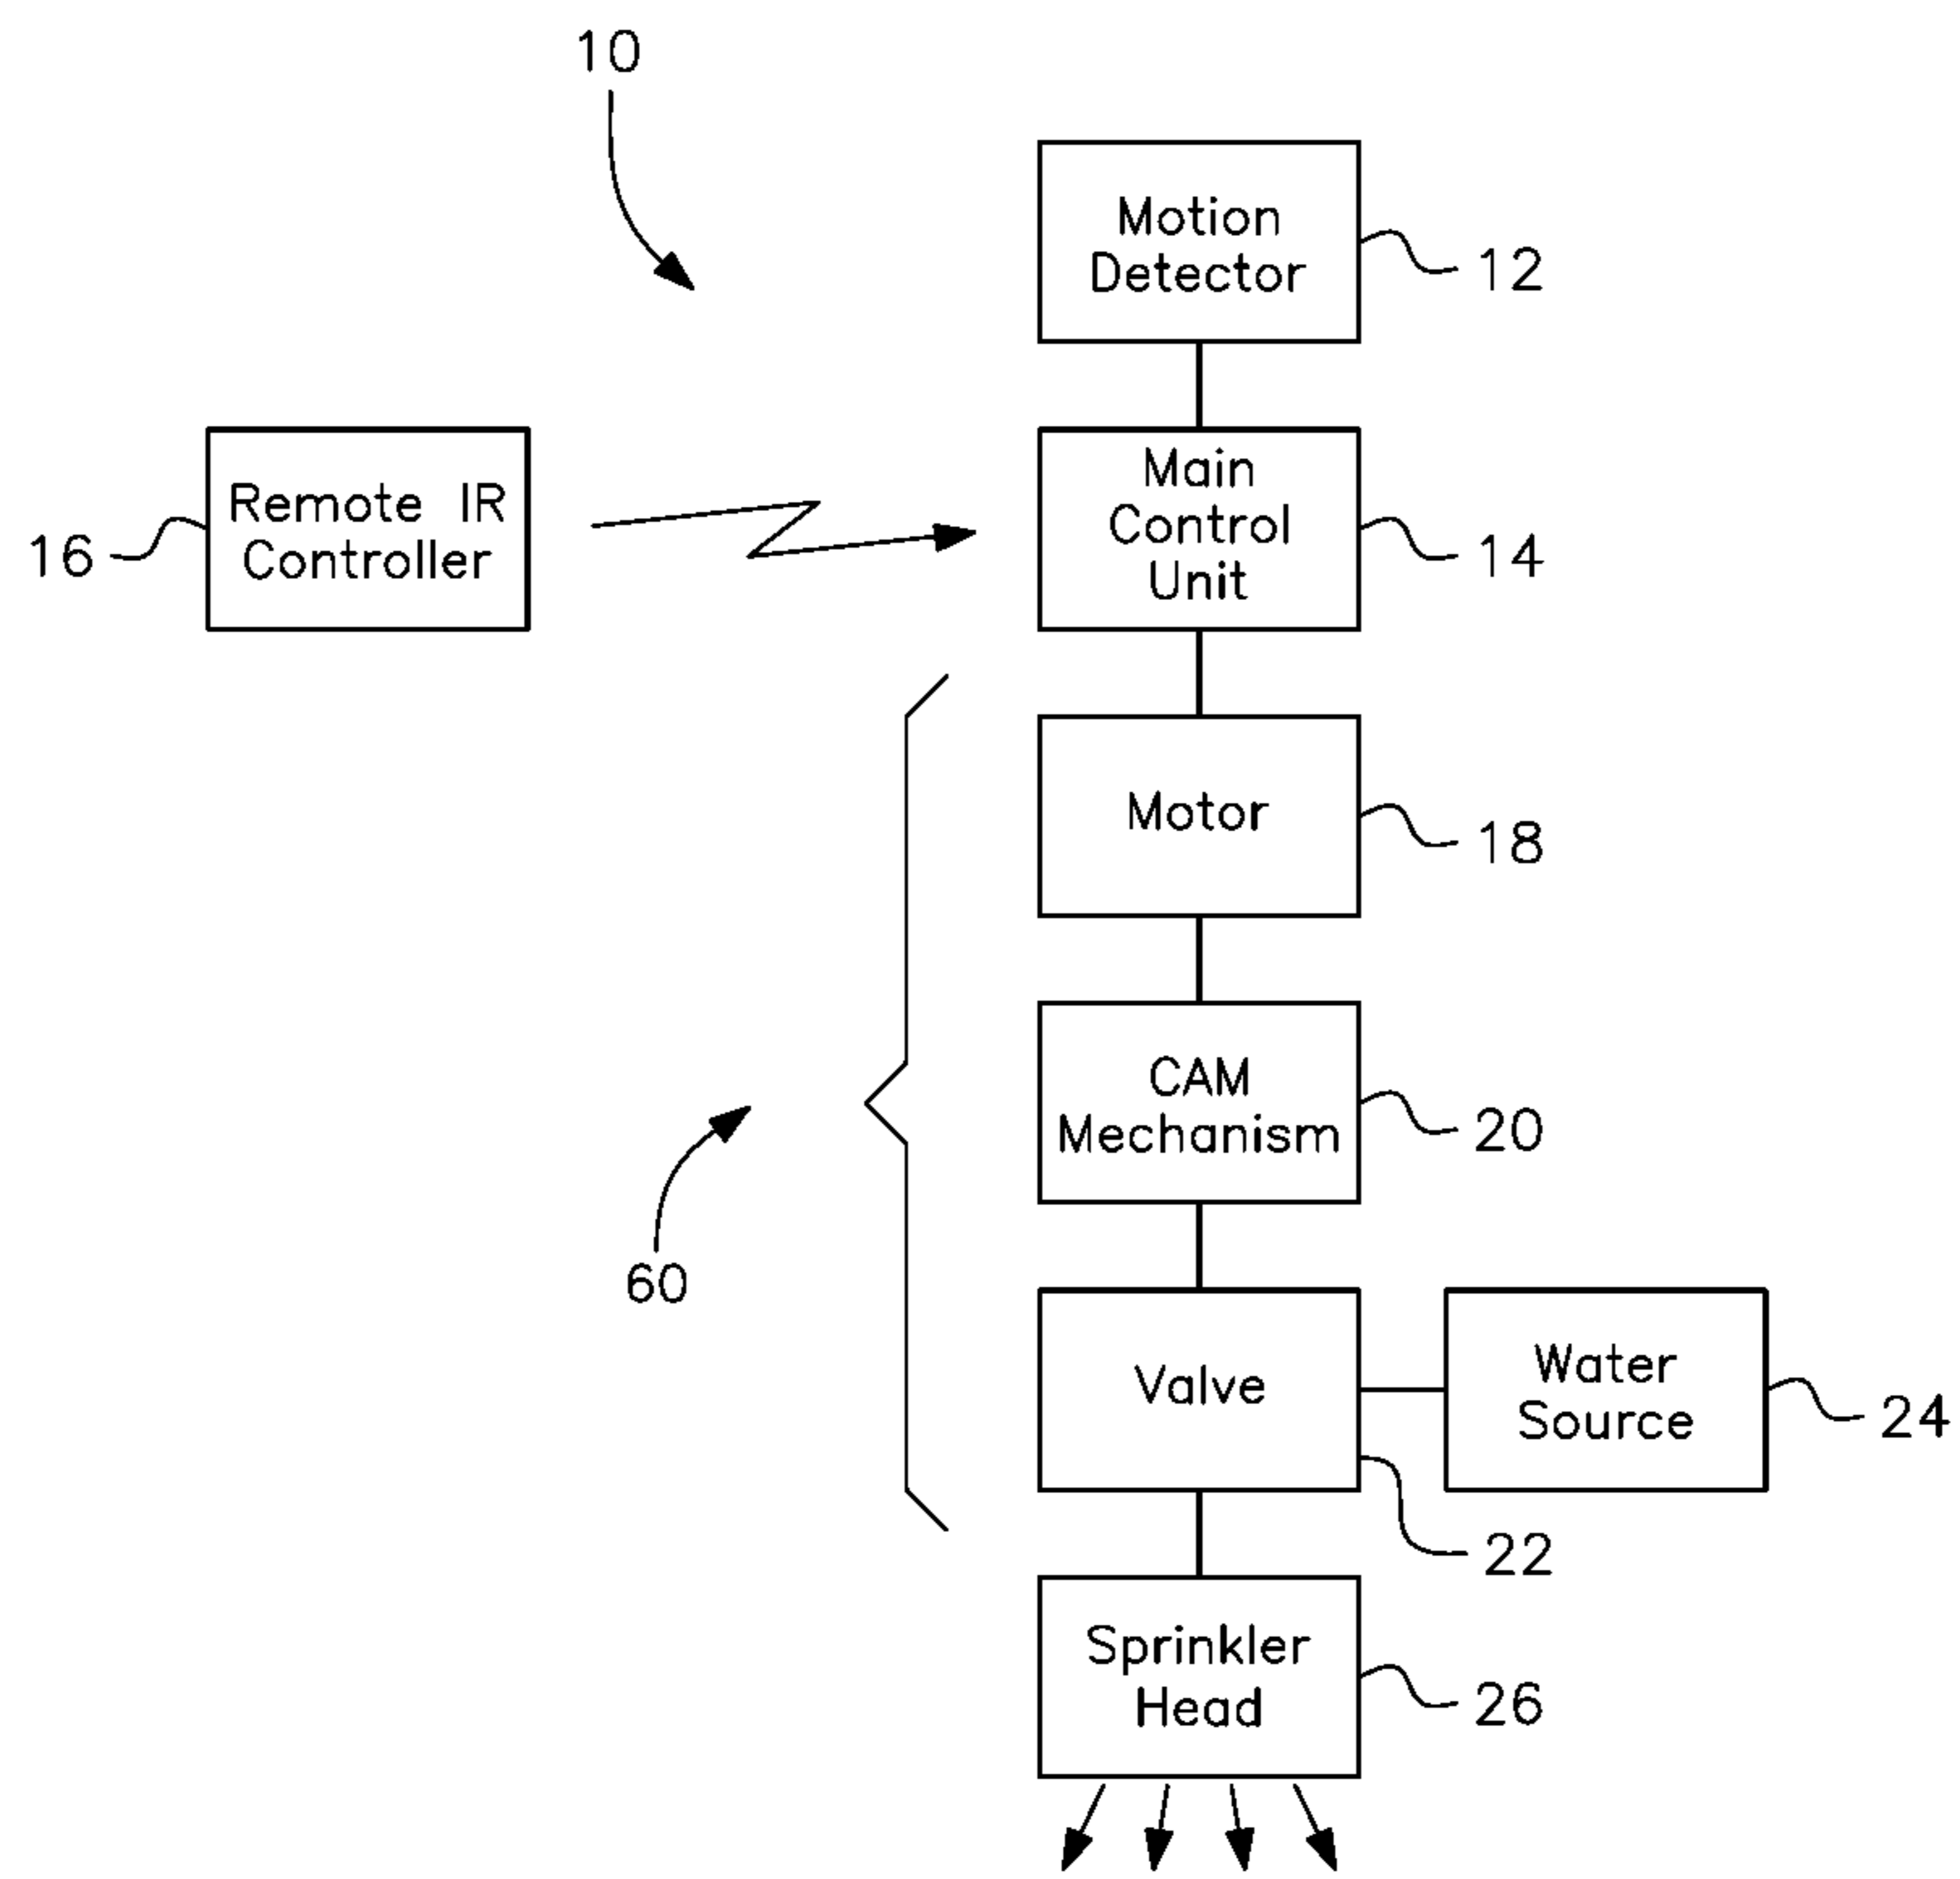 10
Motion
Detector
12
Remote IR
Controller
16
Main
Control
Unit
14
Motor
18
CAM
Mechanism
20
60
Valve
22
Water
Source
24
Sprinkler
Head
26